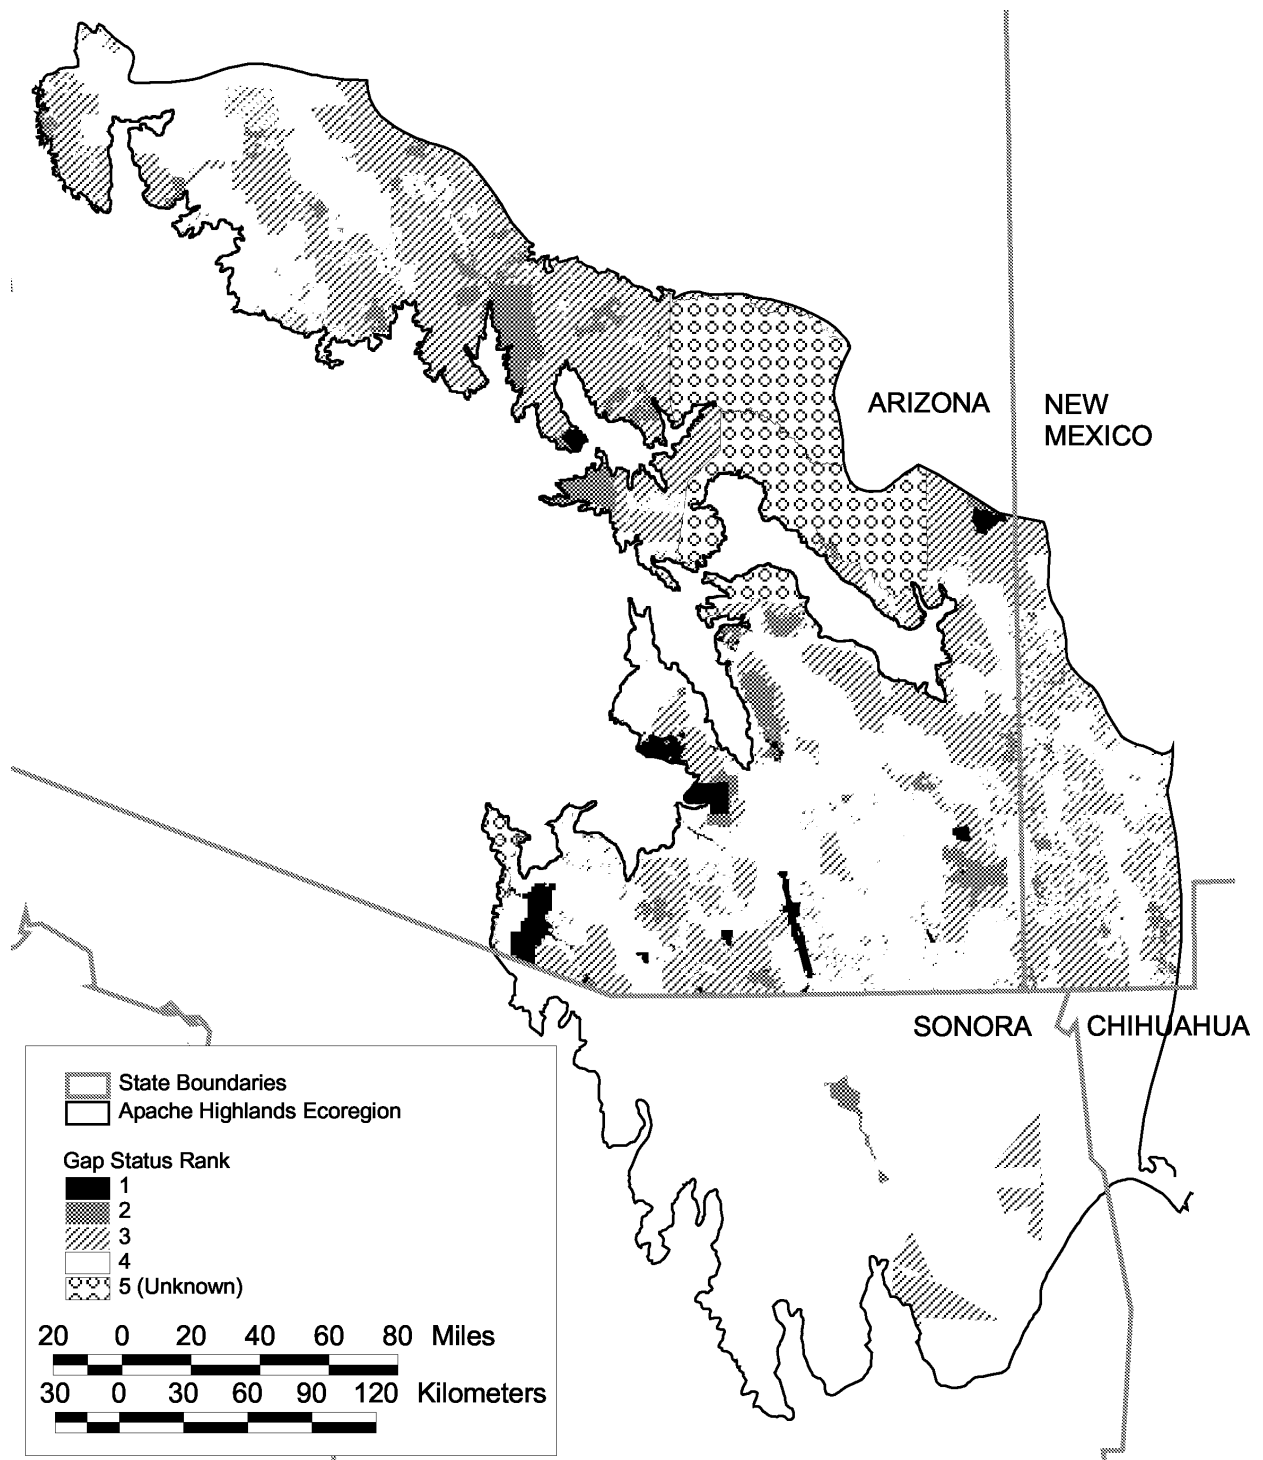 ARIZONA
NEW
MEXICO
SONORA
CHIHUAHUA
State Boundaries
Apache Highlands Ecoregion
Gap Status Rank
1
2
3
4
5 (Unknown)
20 0 20 40 60 80 Miles
30 0 30 60 90 120 Kilometers